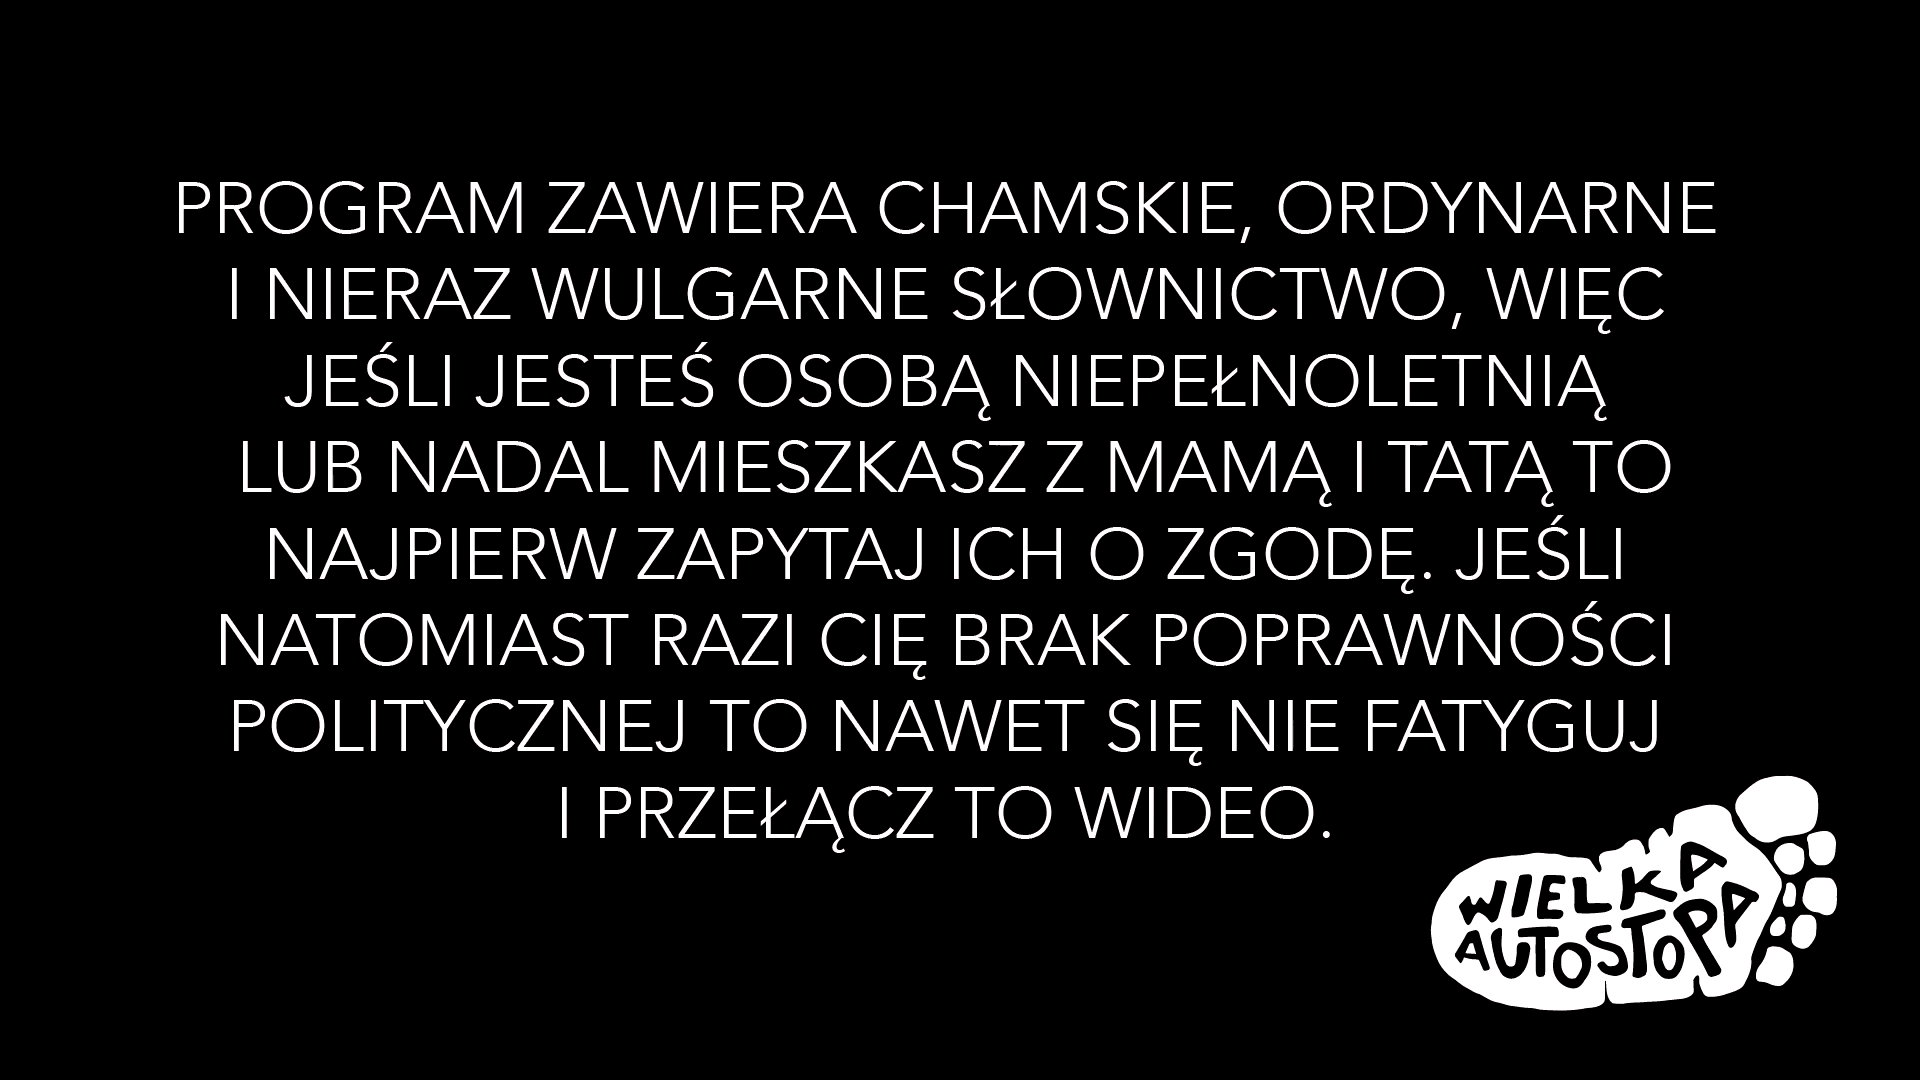 PROGRAM ZAWIERA CHAMSKIE, ORDYNARNE
I NIERAZ WULGARNE SŁOWNICTWO, WIĘC
JEŚLI JESTEŚ OSOBĄ NIEPEŁNOLETNIĄ
LUB NADAL MIESZKASZ Z MAMĄ I TATĄ TO
NAJPIERW ZAPYTAJ ICH O ZGODĘ. JEŚLI
NATOMIAST RAZI CIĘ BRAK POPRAWNOŚCI
POLITYCZNEJ TO NAWET SIĘ NIE FATYGUJ
I PRZEŁĄCZ TO WIDEO.
WIELKA
AUTOSTOPA